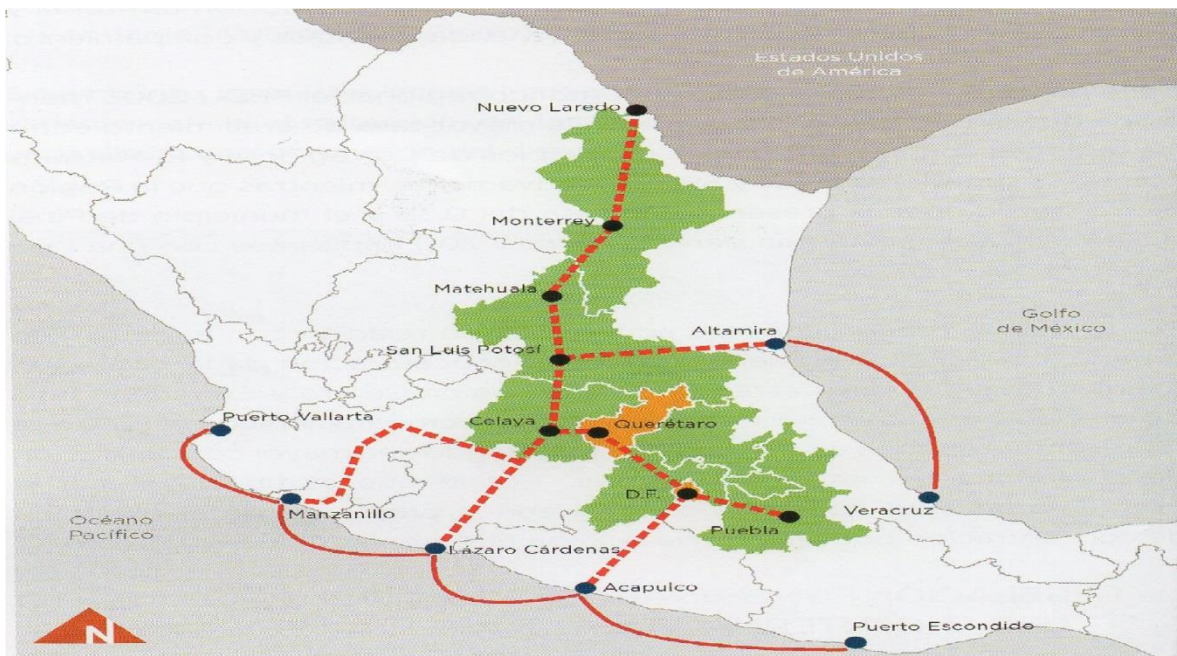 Estados Unidos
de América
Nuevo Laredo
Monterrey
Matehuala
Golfo
de México
Altamira
San Luis Potosí
Puerto Vallarta
Celaya
Querétaro
D.F.
Manzanillo
Veracruz
Puebla
Océano
Pacífico
Lázaro Cárdenas
Acapulco
Puerto Escondido
N